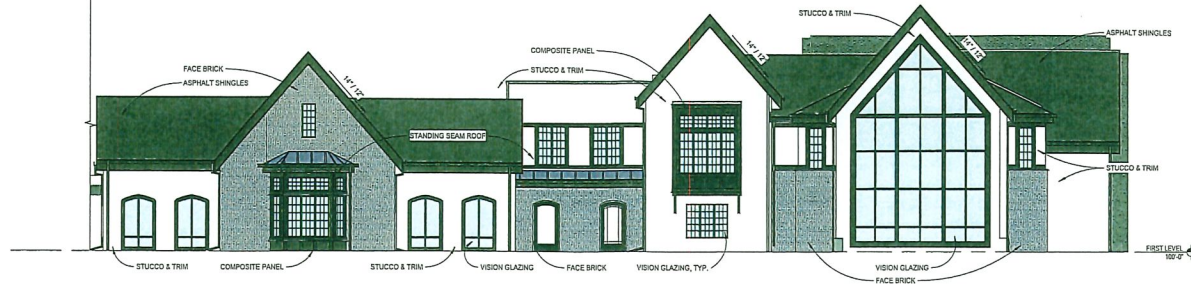 STUCCO & TRIM
ASPHALT SHINGLES
14" / 12"
14" / 12"
COMPOSITE PANEL
STUCCO & TRIM
FACE BRICK
ASPHALT SHINGLES
14" / 12"
STANDING SEAM ROOF
STUCCO & TRIM
FIRST LEVEL
100'-0"
STUCCO & TRIM
COMPOSITE PANEL
STUCCO & TRIM
VISION GLAZING
FACE BRICK
VISION GLAZING, TYP.
VISION GLAZING
FACE BRICK